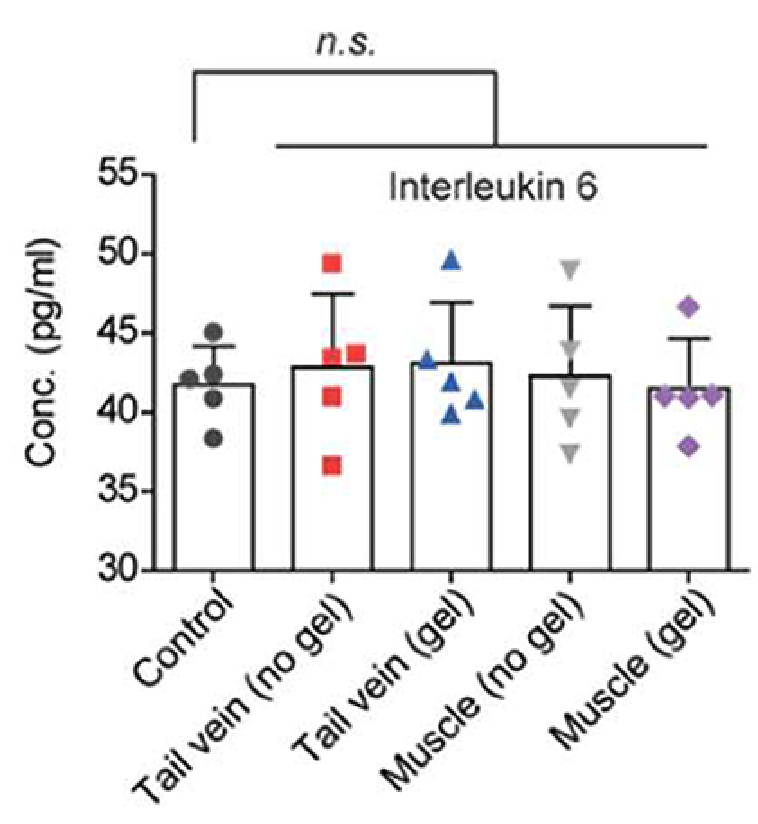 n.s.
Interleukin 6
Conc. (pg/ml)
55
50
45
40
35
30
Control
Tail vein (no gel)
Tail vein (gel)
Muscle (no gel)
Muscle (gel)